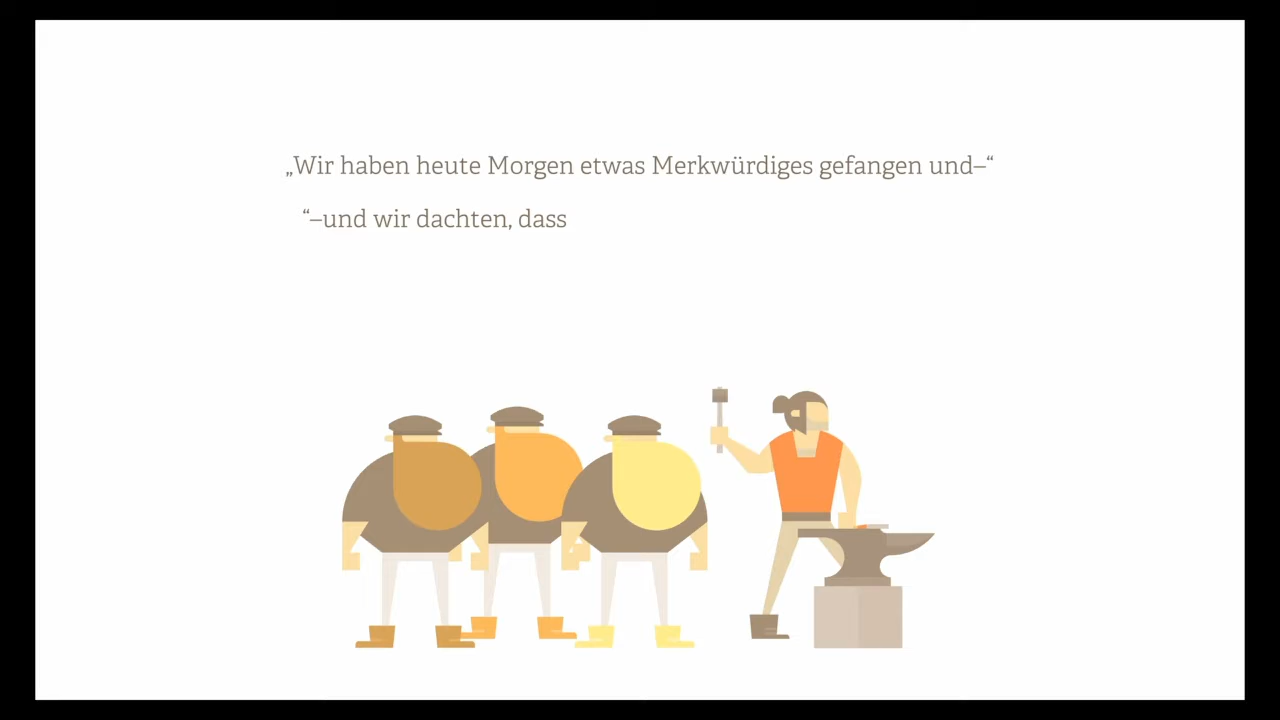 „Wir haben heute Morgen etwas Merkwürdiges gefangen und–“
“–und wir dachten, dass